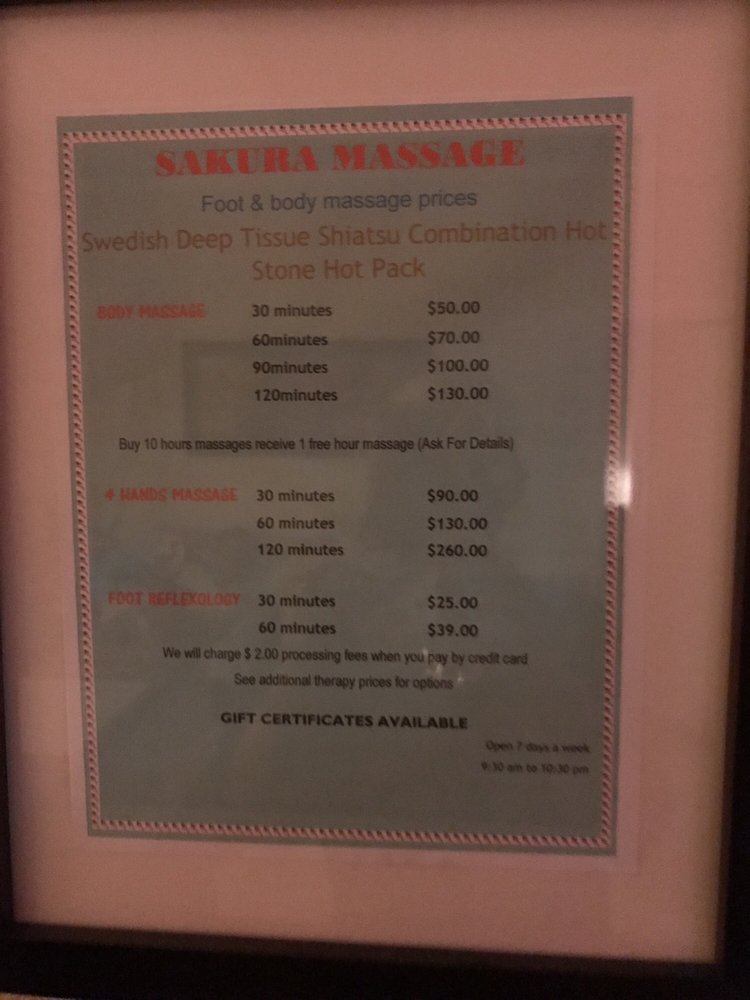 SAKURA MASSAGE
Foot & body massage prices
Swedish Deep Tissue Shiatsu Combination Hot
Stone Hot Pack
BODY MASSAGE 30 minutes $50.00
60minutes $70.00
90minutes $100.00
120minutes $130.00
Buy 10 hours massages receive 1 free hour massage (Ask For Details)
4 HANDS MASSAGE 30 minutes $90.00
60 minutes $130.00
120 minutes $260.00
FOOT REFLEXOLOGY 30 minutes $25.00
60 minutes $39.00
We will charge $ 2.00 processing fees when you pay by credit card
See additional therapy prices for options
GIFT CERTIFICATES AVAILABLE
Open 7 days a week
9:30 am to 10:30 pm